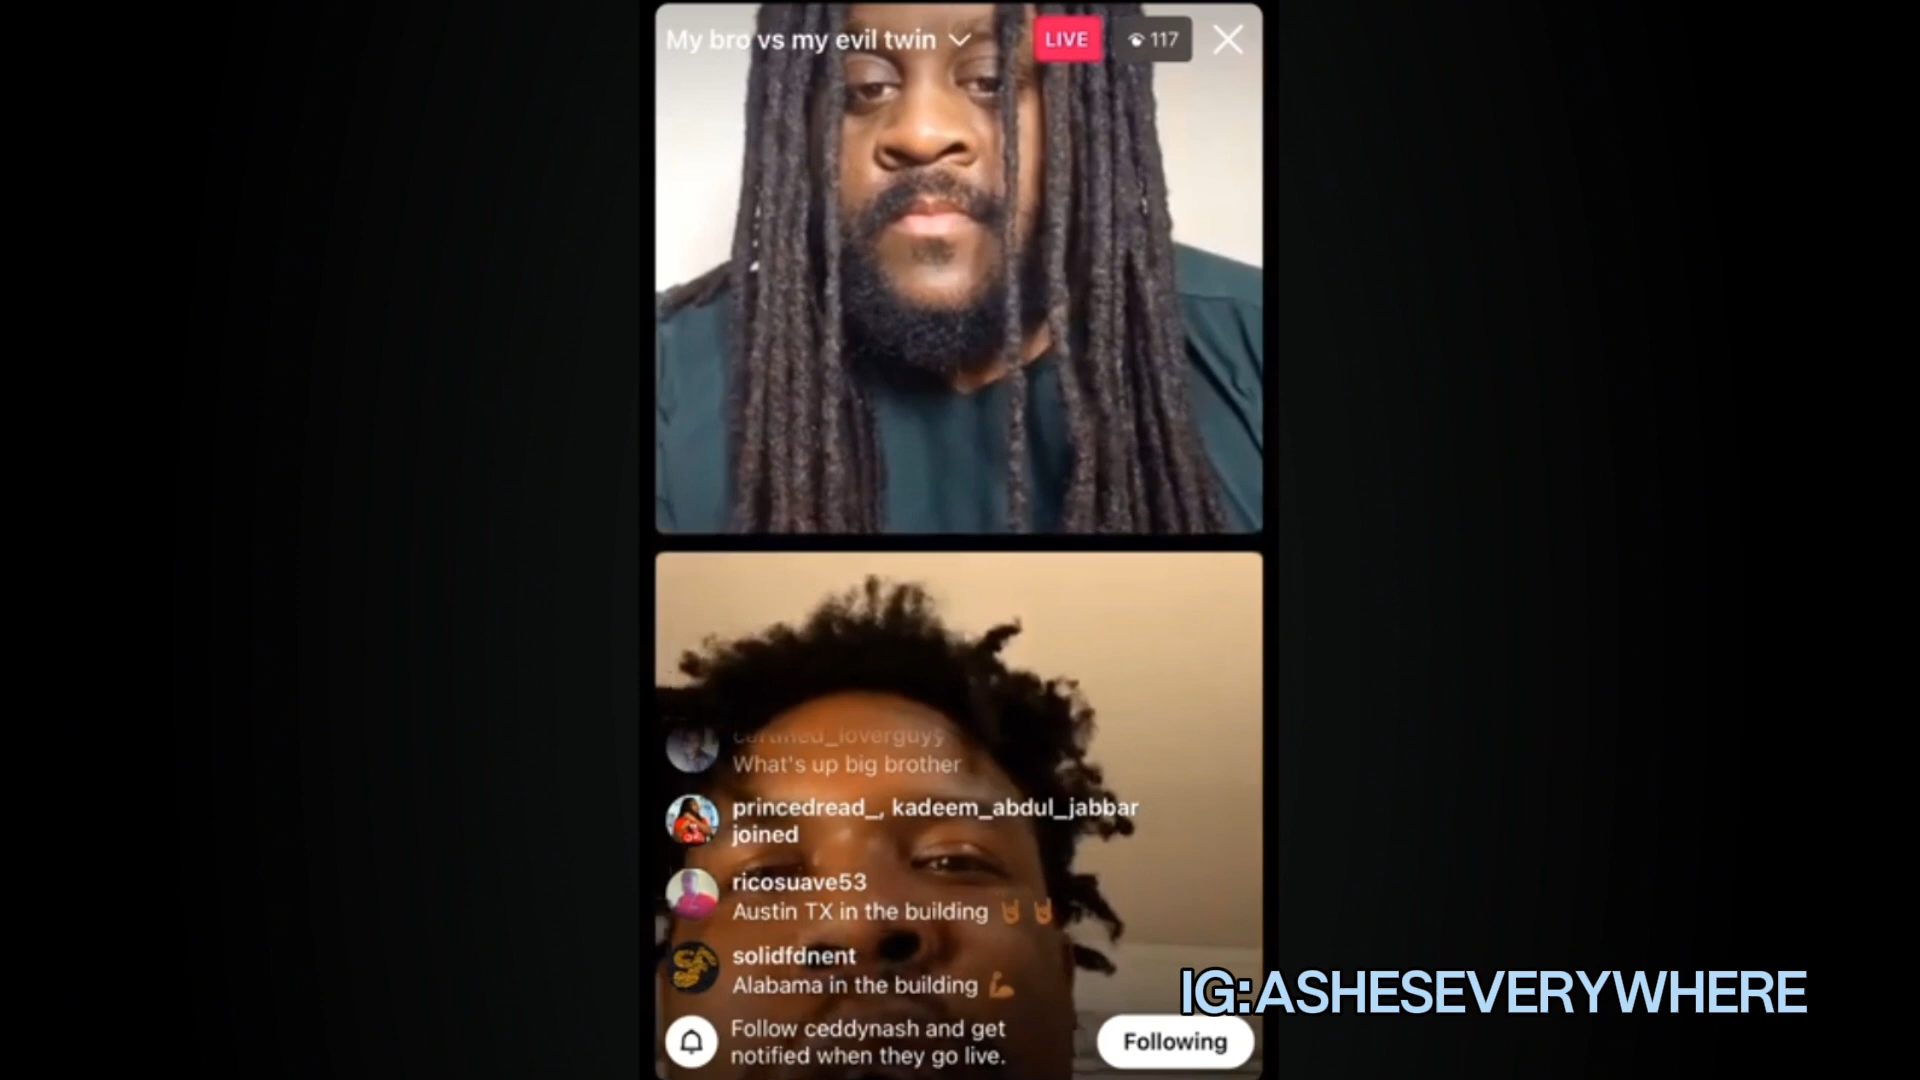 My bro vs my evil twin
LIVE
117
What's up big brother
princedread_, kadeem_abdul_jabbar
joined
ricosuave53
Austin TX in the building 🤘🏾 🤘🏾
solidfdnent
Alabama in the building 💪🏾
Follow ceddynash and get
notified when they go live.
Following
IG:ASHESEVERYWHERE